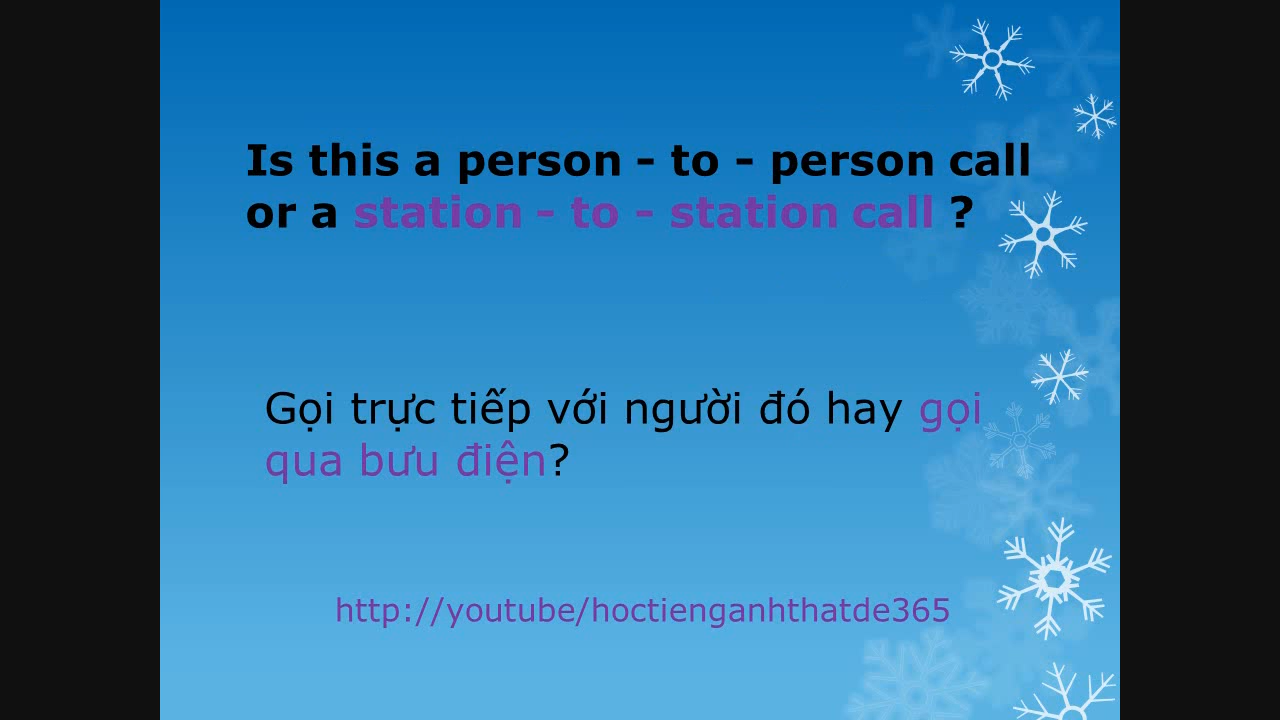 Is this a person - to - person call
or a station - to - station call ?
Gọi trực tiếp với người đó hay gọi
qua bưu điện?
http://youtube/hoctienganhthatde365